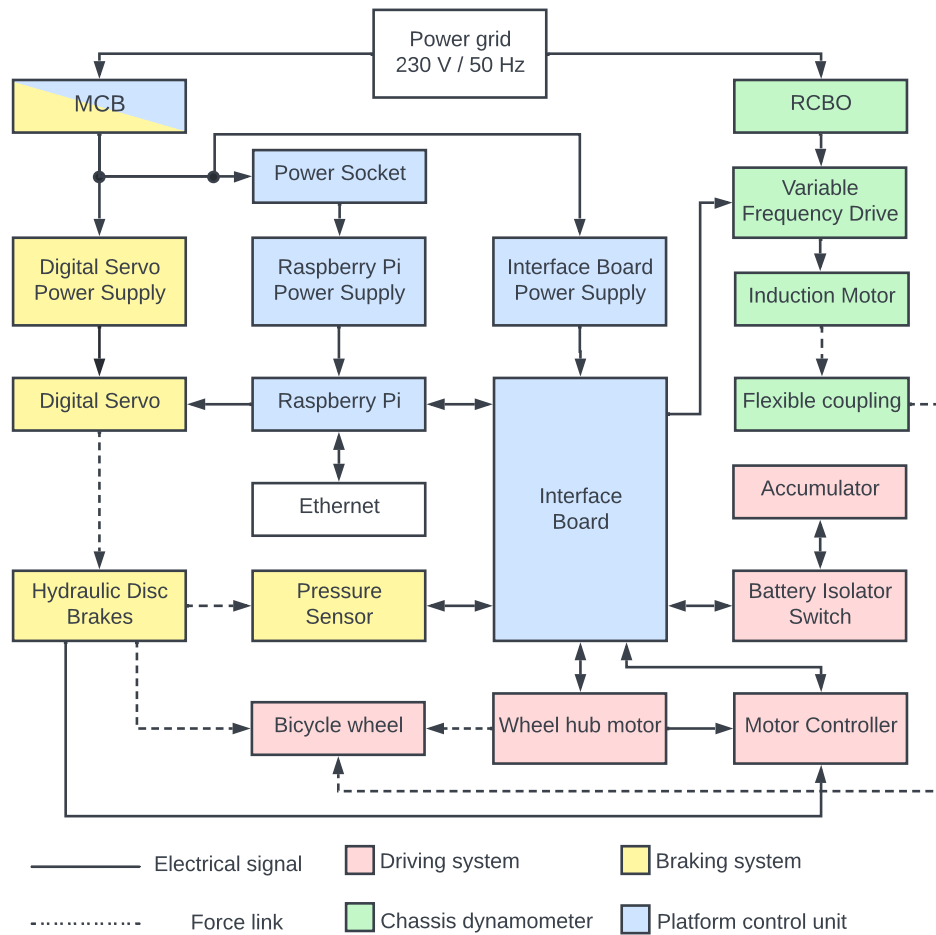 Power grid
230 V / 50 Hz
MCB
RCBO
Power Socket
Variable
Frequency Drive
Digital Servo
Power Supply
Raspberry Pi
Power Supply
Interface Board
Power Supply
Induction Motor
Digital Servo
Raspberry Pi
Flexible coupling
Ethernet
Interface
Board
Accumulator
Hydraulic Disc
Brakes
Pressure
Sensor
Battery Isolator
Switch
Bicycle wheel
Wheel hub motor
Motor Controller
Electrical signal
Driving system
Braking system
Force link
Chassis dynamometer
Platform control unit